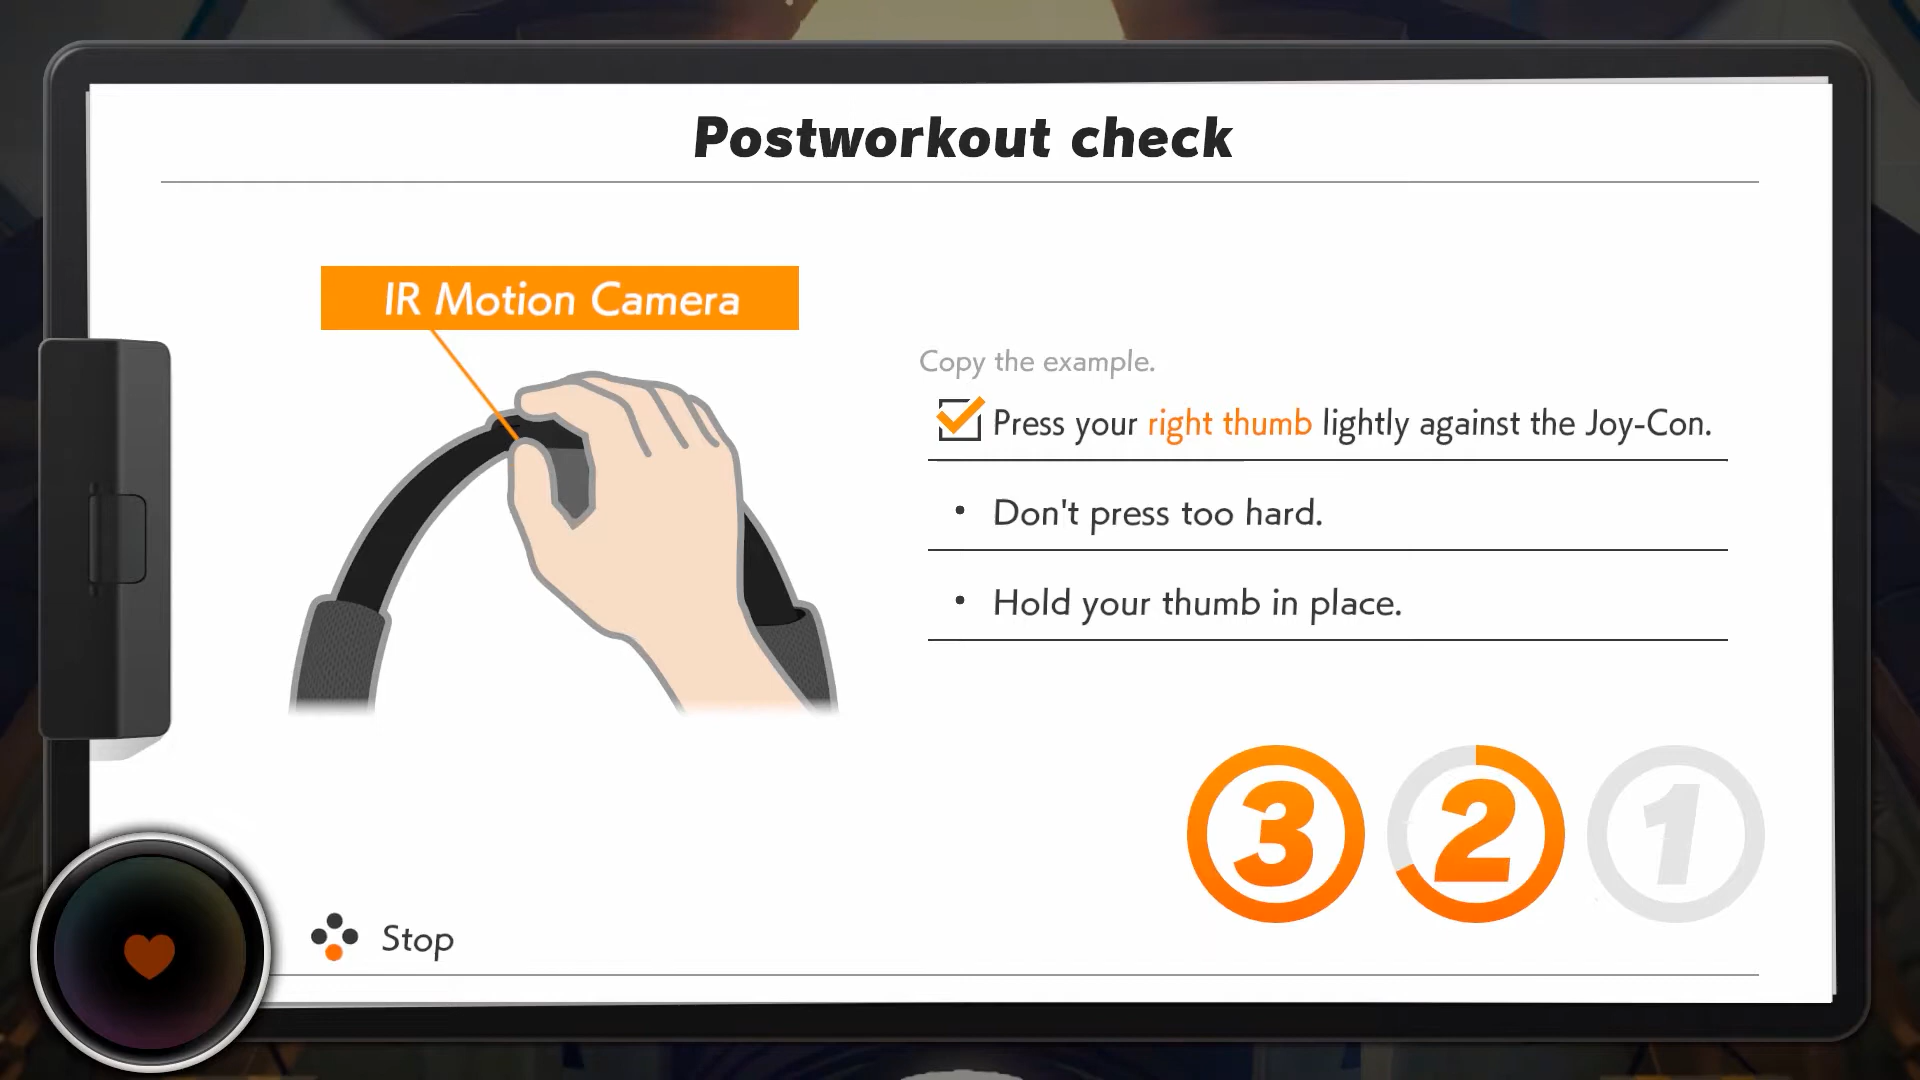 Postworkout check
IR Motion Camera
Copy the example.
Press your right thumb lightly against the Joy-Con.
• Don't press too hard.
• Hold your thumb in place.
3 2 1
Stop